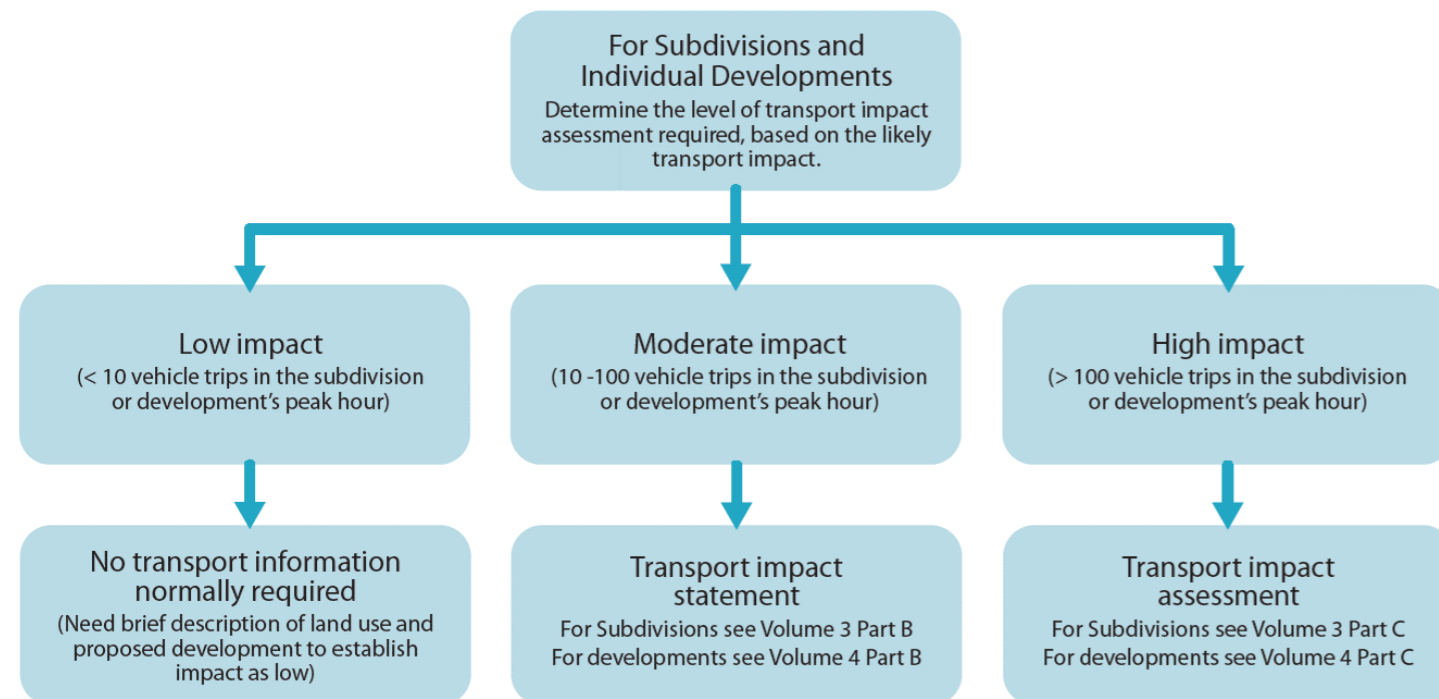 For Subdivisions and
Individual Developments
Determine the level of transport impact
assessment required, based on the likely
transport impact.
Low impact
(< 10 vehicle trips in the subdivision
or development's peak hour)
Moderate impact
(10 -100 vehicle trips in the subdivision
or development's peak hour)
High impact
(> 100 vehicle trips in the subdivision
or development's peak hour)
No transport information
normally required
(Need brief description of land use and
proposed development to establish
impact as low)
Transport impact
statement
For Subdivisions see Volume 3 Part B
For developments see Volume 4 Part B
Transport impact
assessment
For Subdivisions see Volume 3 Part C
For developments see Volume 4 Part C